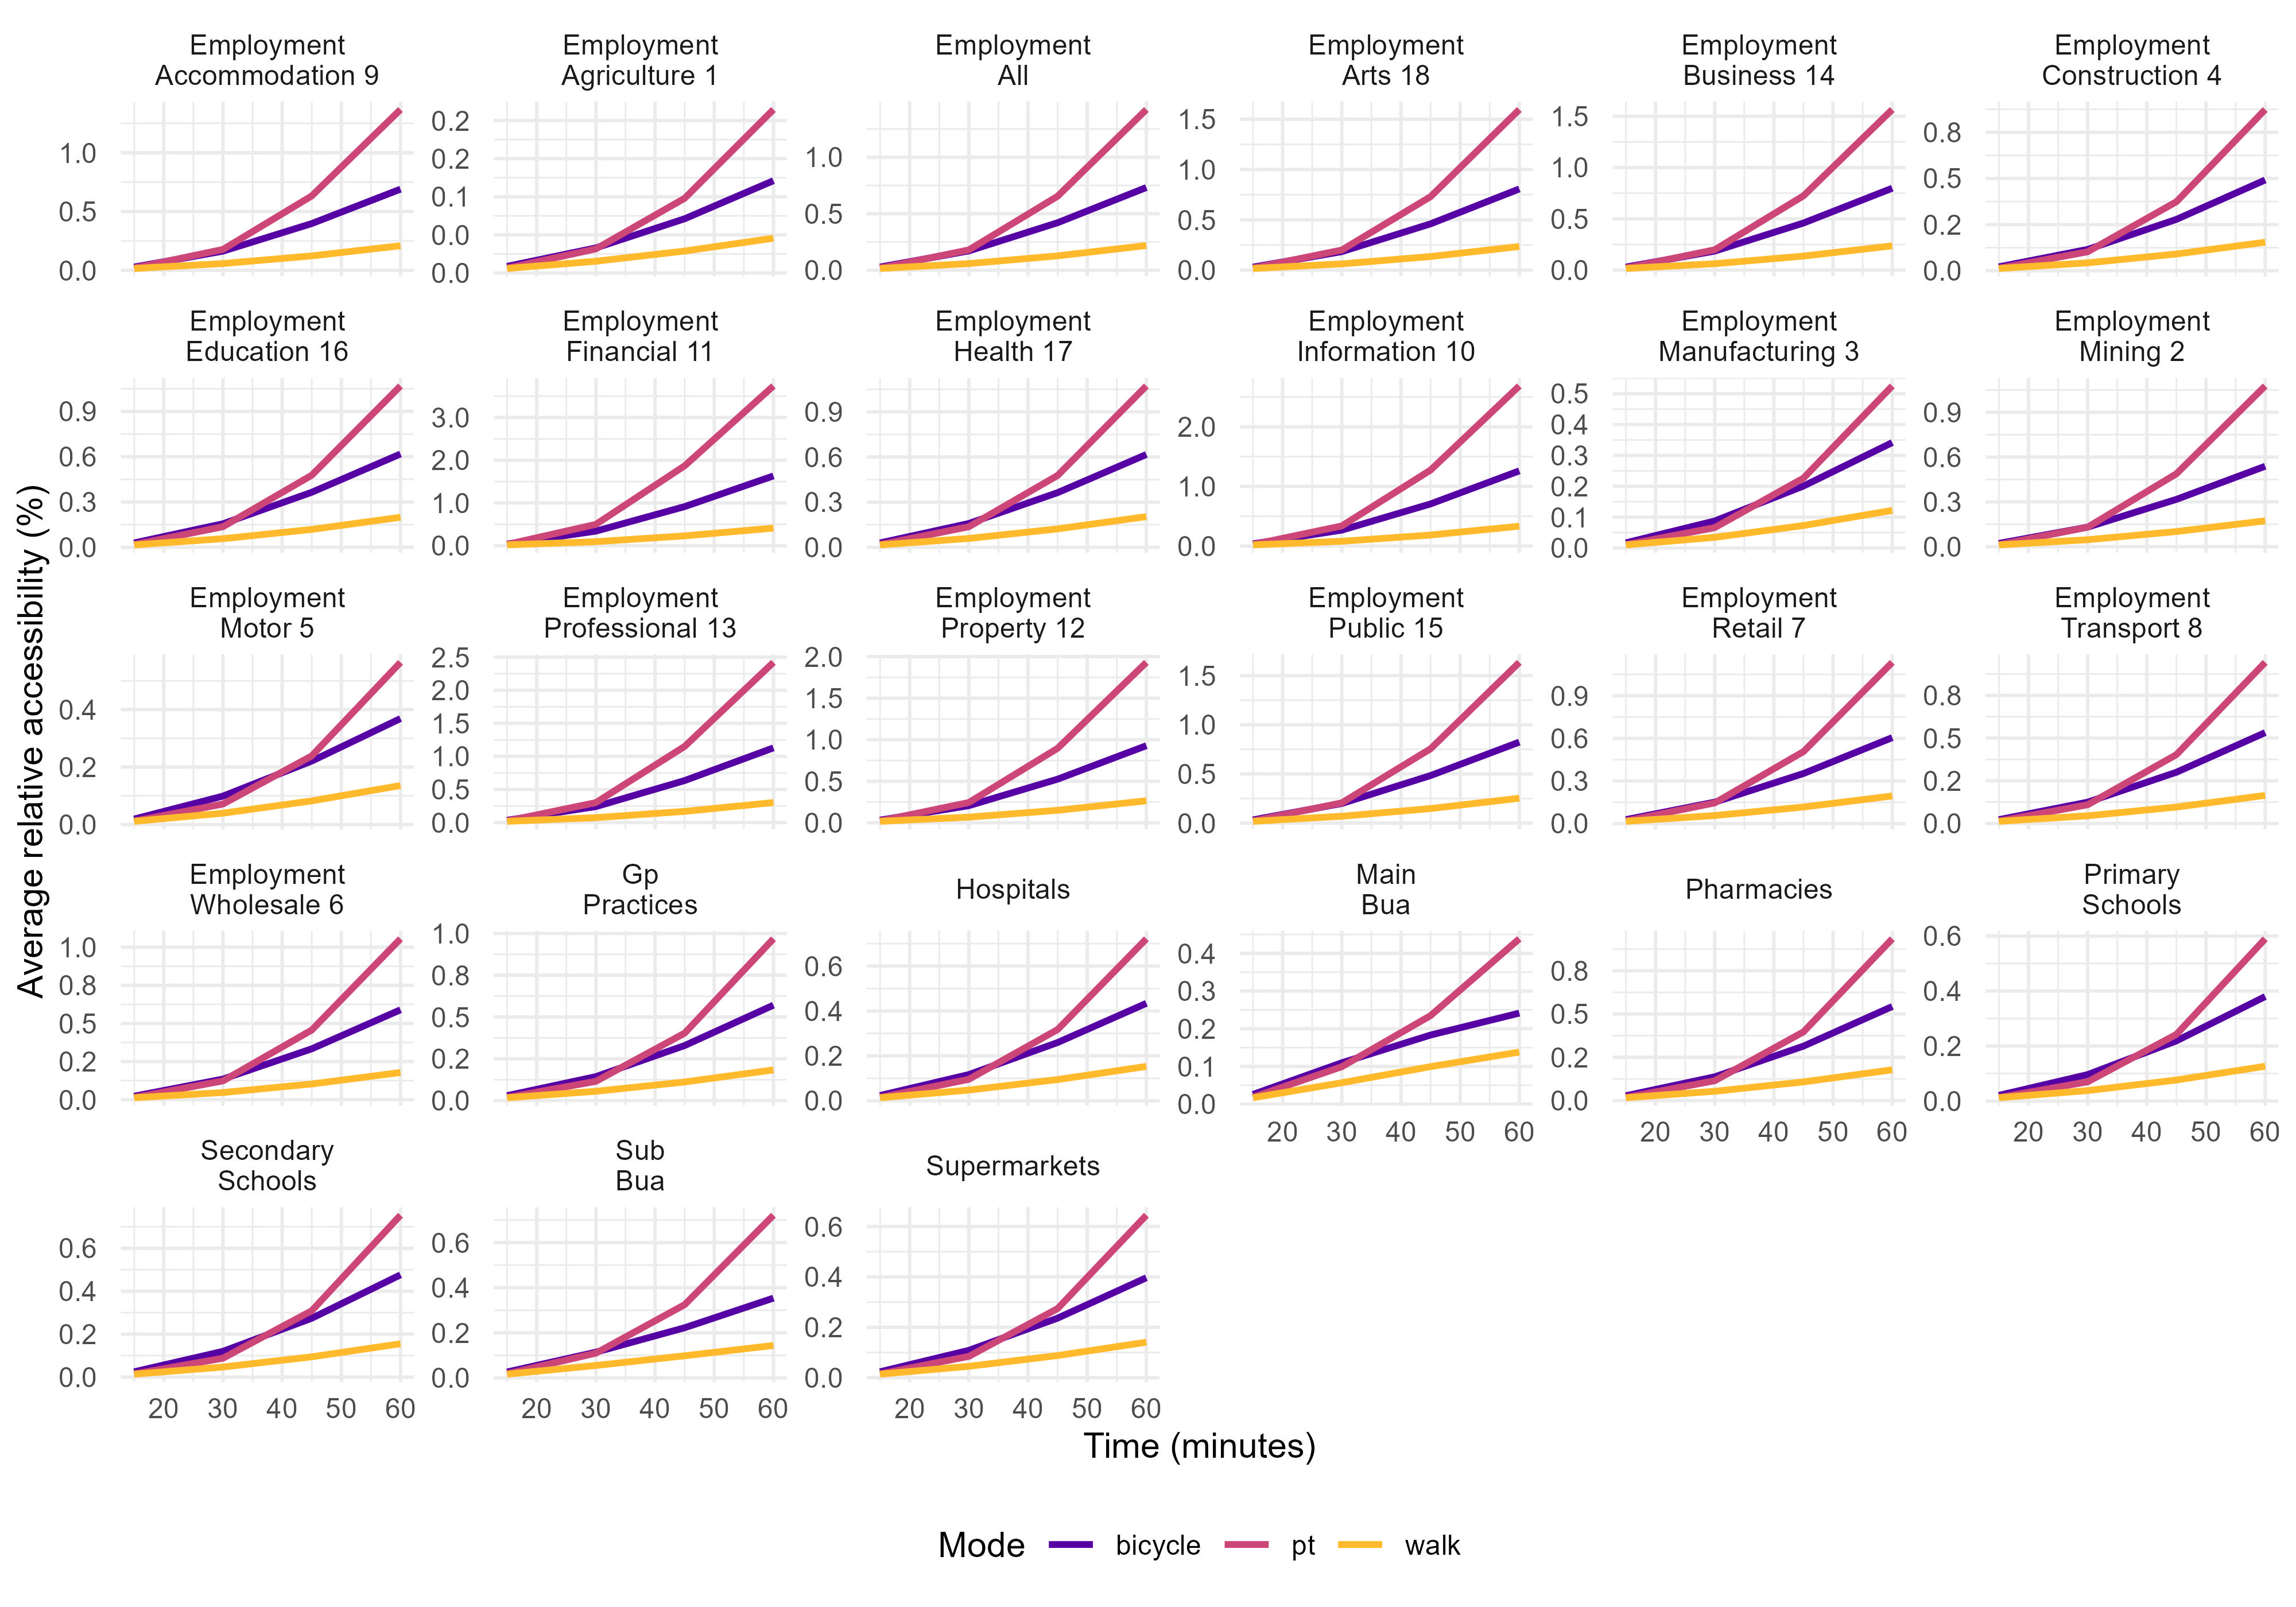 Employment
Accommodation 9
Employment
Agriculture 1
Employment
All
Employment
Arts 18
Employment
Business 14
Employment
Construction 4
1.0
0.5
0.0
0.2
0.2
0.1
0.0
0.0
1.0
0.5
0.0
1.5
1.0
0.5
0.0
1.5
1.0
0.5
0.0
0.8
0.5
0.2
0.0
Employment
Education 16
Employment
Financial 11
Employment
Health 17
Employment
Information 10
Employment
Manufacturing 3
Employment
Mining 2
0.9
0.6
0.3
0.0
3.0
2.0
1.0
0.0
0.9
0.6
0.3
0.0
2.0
1.0
0.0
0.5
0.4
0.3
0.2
0.1
0.0
0.9
0.6
0.3
0.0
Average relative accessibility (%)
Employment
Motor 5
Employment
Professional 13
Employment
Property 12
Employment
Public 15
Employment
Retail 7
Employment
Transport 8
0.4
0.2
0.0
2.5
2.0
1.5
1.0
0.5
0.0
2.0
1.5
1.0
0.5
0.0
1.5
1.0
0.5
0.0
0.9
0.6
0.3
0.0
0.8
0.5
0.2
0.0
Employment
Wholesale 6
Gp
Practices
Hospitals
Main
Bua
Pharmacies
Primary
Schools
1.0
0.8
0.5
0.2
0.0
1.0
0.8
0.5
0.2
0.0
0.6
0.4
0.2
0.0
0.4
0.3
0.2
0.1
0.0
0.8
0.5
0.2
0.0
0.6
0.4
0.2
0.0
20 30 40 50 60
20 30 40 50 60
20 30 40 50 60
Secondary
Schools
Sub
Bua
Supermarkets
0.6
0.4
0.2
0.0
0.6
0.4
0.2
0.0
0.6
0.4
0.2
0.0
20 30 40 50 60
20 30 40 50 60
20 30 40 50 60
Time (minutes)
Mode bicycle pt walk